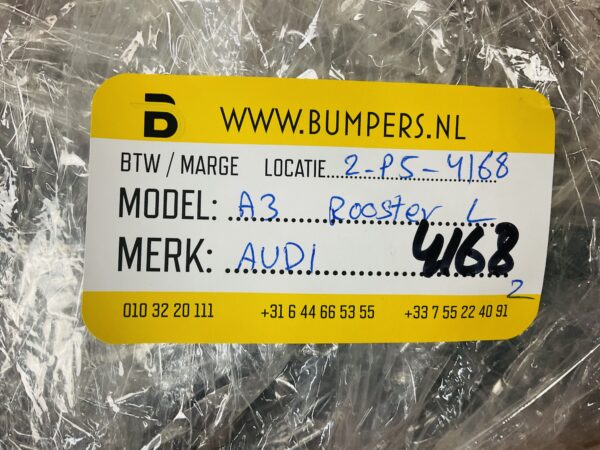 B WWW.BUMPERS.NL
BTW / MARGE LOCATIE...2-P5-4168
MODEL: A3 Rooster L
MERK: AUDI 4168
2
010 32 20 111 +31 6 44 66 53 55 +33 7 55 22 40 91